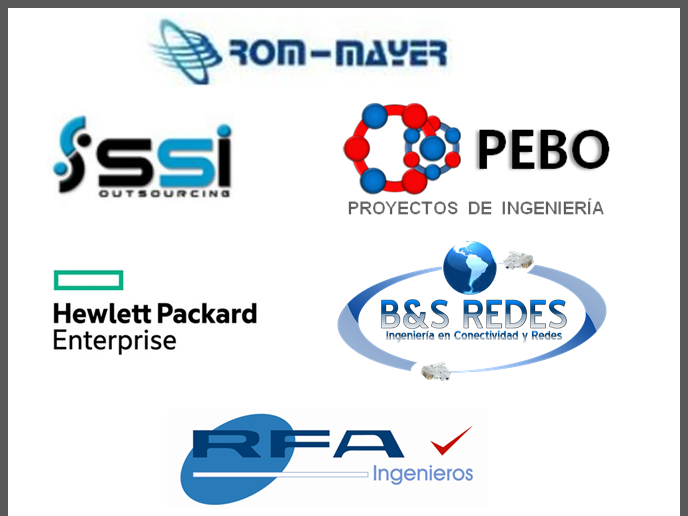 ROM-MAYER
SSI
OUTSOURCING
PEBO
PROYECTOS DE INGENIERÍA
Hewlett Packard
Enterprise
B&S REDES
Ingeniería en Conectividad y Redes
RFA
Ingenieros